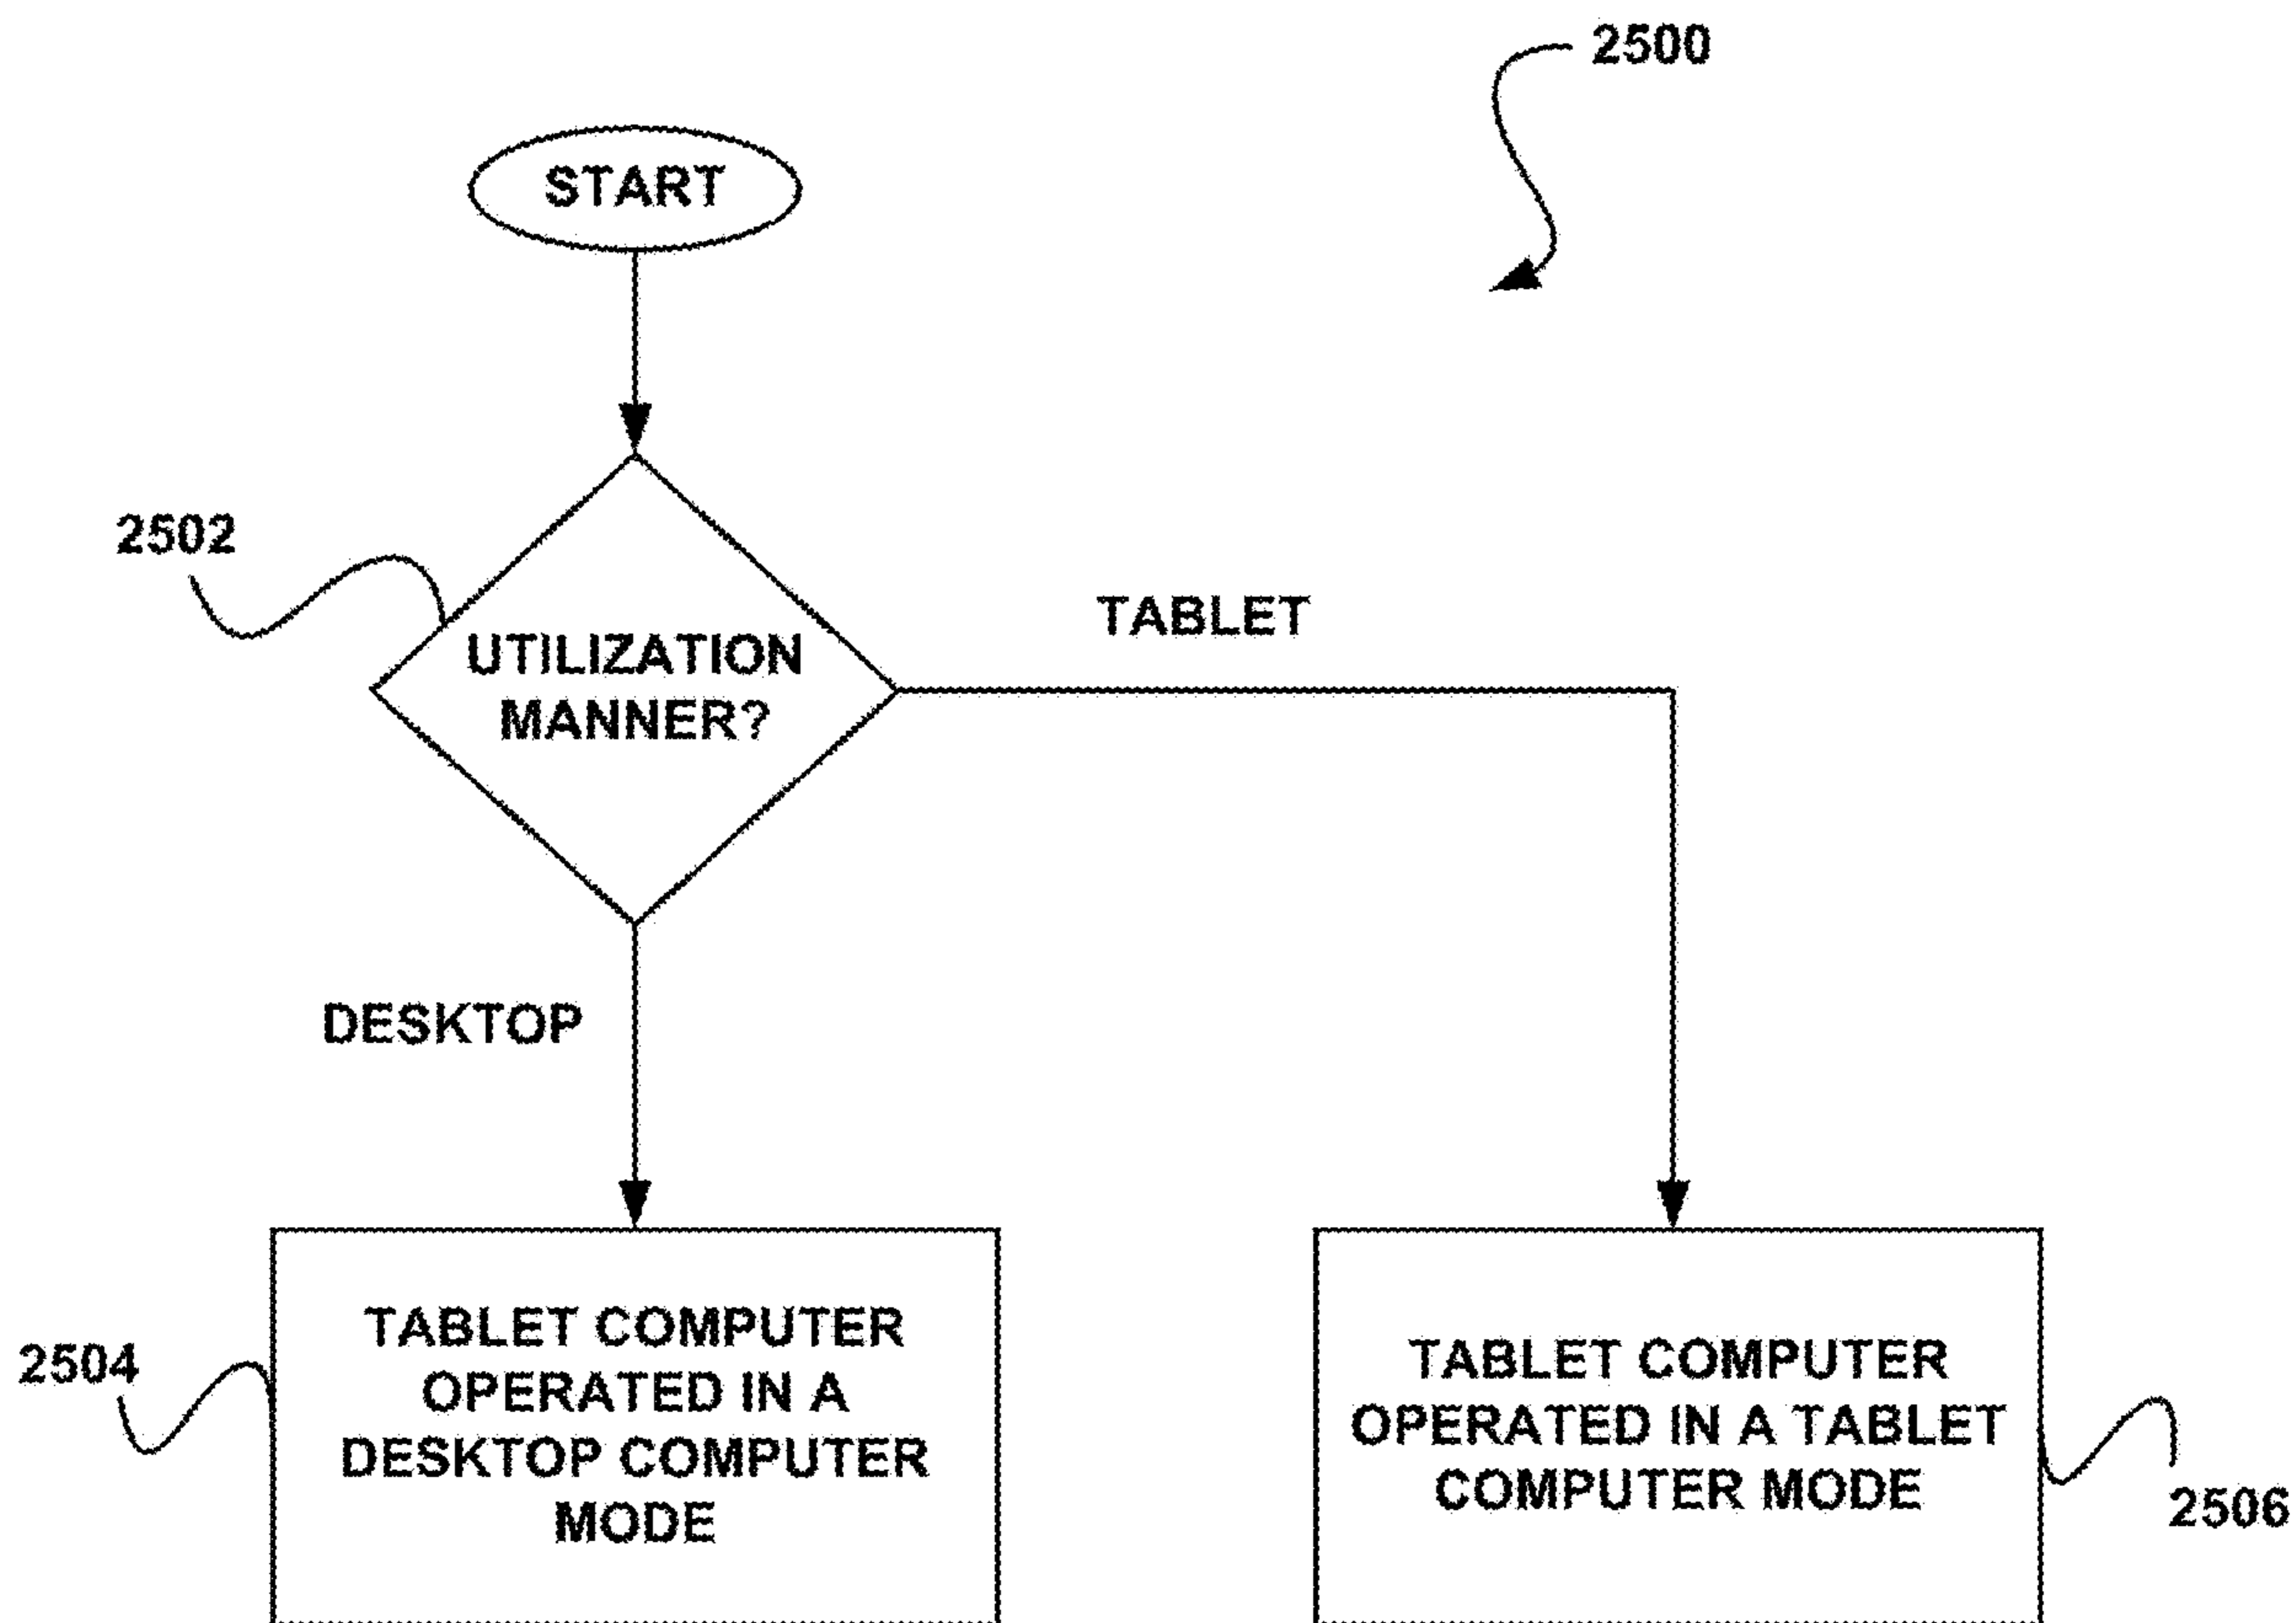 2500
START
2502
UTILIZATION
MANNER?
TABLET
DESKTOP
2504
TABLET COMPUTER
OPERATED IN A
DESKTOP COMPUTER
MODE
TABLET COMPUTER
OPERATED IN A TABLET
COMPUTER MODE
2506